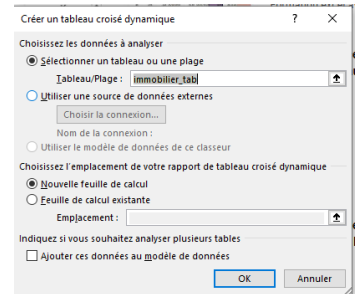 Créer un tableau croisé dynamique ? ×
Choisissez les données à analyser
Sélectionner un tableau ou une plage
Tableau/Plage : immobilier_tab
Utiliser une source de données externes
Choisir la connexion...
Nom de la connexion :
Utiliser le modèle de données de ce classeur
Choisissez l'emplacement de votre rapport de tableau croisé dynamique
Nouvelle feuille de calcul
Feuille de calcul existante
Emplacement :
Indiquez si vous souhaitez analyser plusieurs tables
Ajouter ces données au modèle de données
OK Annuler